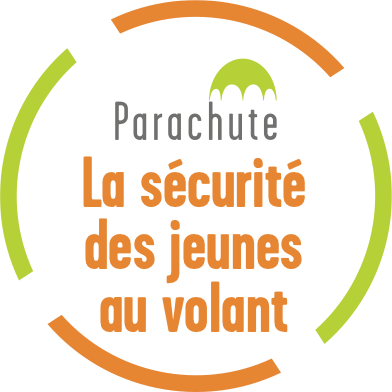 Parachute
La sécurité
des jeunes
au volant